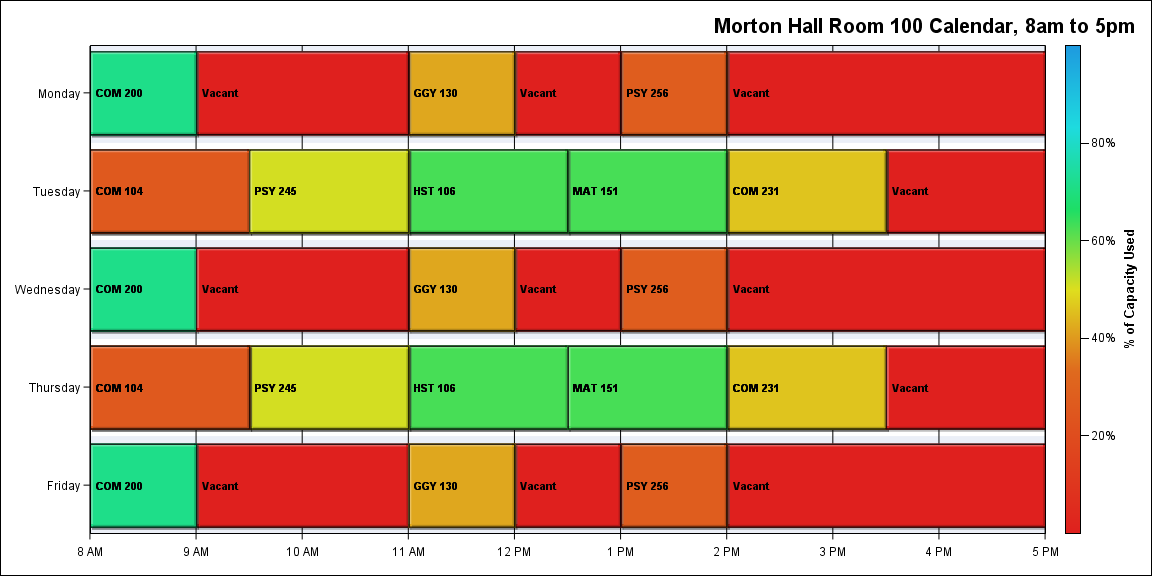 Morton Hall Room 100 Calendar, 8am to 5pm
Monday COM 200 Vacant GGY 130 Vacant PSY 256 Vacant
Tuesday COM 104 PSY 245 HST 106 MAT 151 COM 231 Vacant
Wednesday COM 200 Vacant GGY 130 Vacant PSY 256 Vacant
Thursday COM 104 PSY 245 HST 106 MAT 151 COM 231 Vacant
Friday COM 200 Vacant GGY 130 Vacant PSY 256 Vacant
8 AM 9 AM 10 AM 11 AM 12 PM 1 PM 2 PM 3 PM 4 PM 5 PM
80%
60%
40%
20%
% of Capacity Used